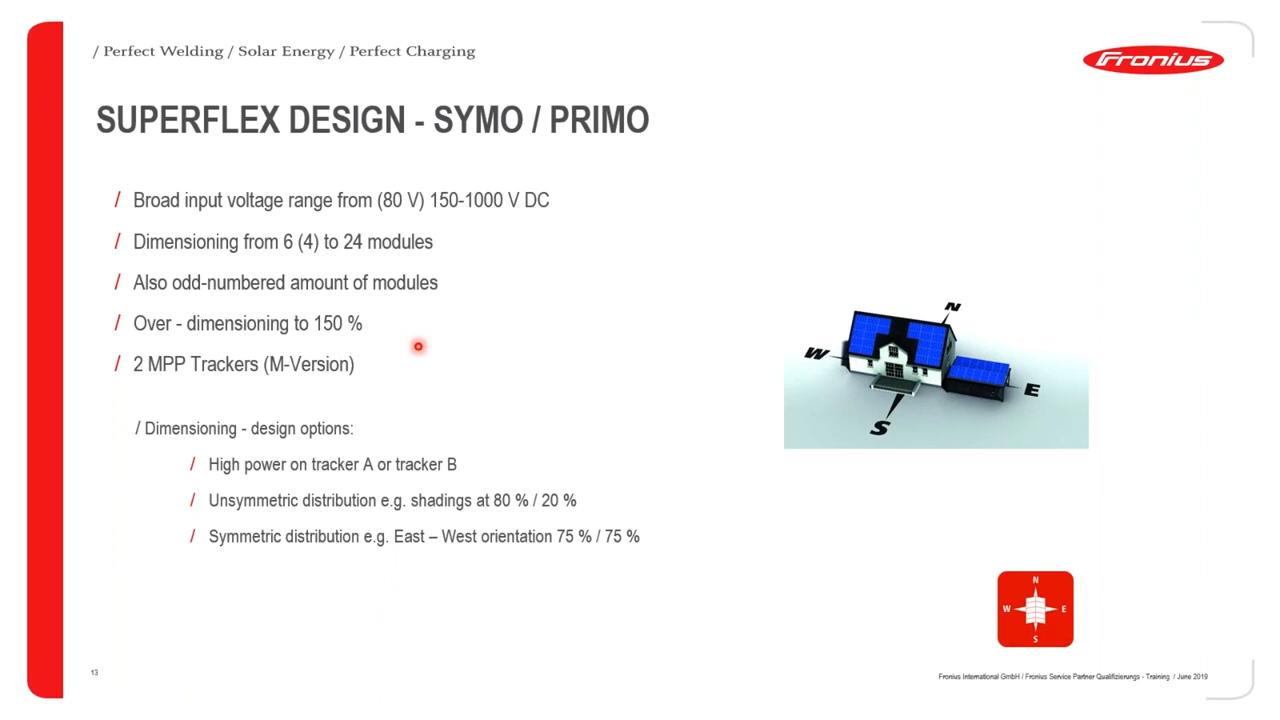 / Perfect Welding / Solar Energy / Perfect Charging
Fronius
SUPERFLEX DESIGN - SYMO / PRIMO
/ Broad input voltage range from (80 V) 150-1000 V DC
/ Dimensioning from 6 (4) to 24 modules
/ Also odd-numbered amount of modules
/ Over - dimensioning to 150 %
/ 2 MPP Trackers (M-Version)
N
W
E
S
/ Dimensioning - design options:
/ High power on tracker A or tracker B
/ Unsymmetric distribution e.g. shadings at 80 % / 20 %
/ Symmetric distribution e.g. East – West orientation 75 % / 75 %
N
W E
S
13
Fronius International GmbH / Fronius Service Partner Qualifizierungs - Training / June 2019